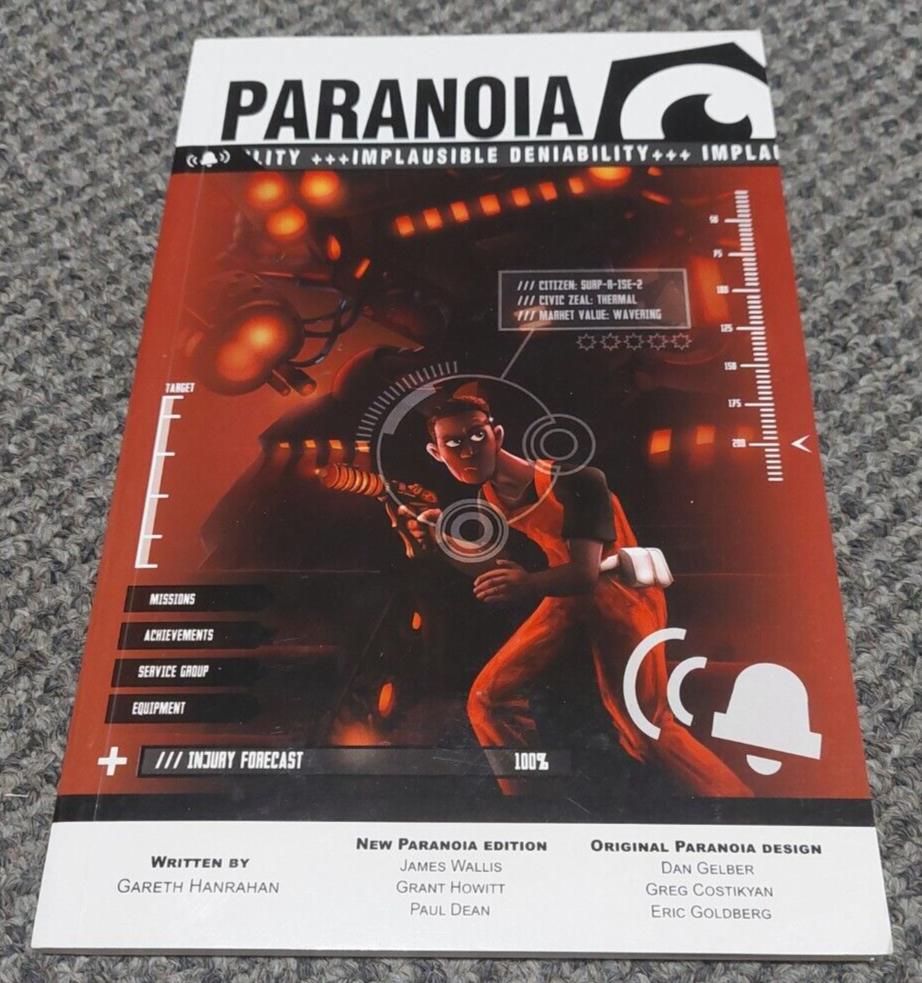 PARANOIA
ILITY +++IMPLAUSIBLE DENIABILITY+++ IMPLAI
/// CITIZEN: SURP-R-ISE-2
/// CIVIC ZEAL: THERMAL
/// MARKET VALUE: WAVERING
50
75
100
125
150
175
200
TARGET
MISSIONS
ACHIEVEMENTS
SERVICE GROUP
EQUIPMENT
/// INJURY FORECAST 100%
WRITTEN BY
GARETH HANRAHAN
NEW PARANOIA EDITION
JAMES WALLIS
GRANT HOWITT
PAUL DEAN
ORIGINAL PARANOIA DESIGN
DAN GELBER
GREG COSTIKYAN
ERIC GOLDBERG